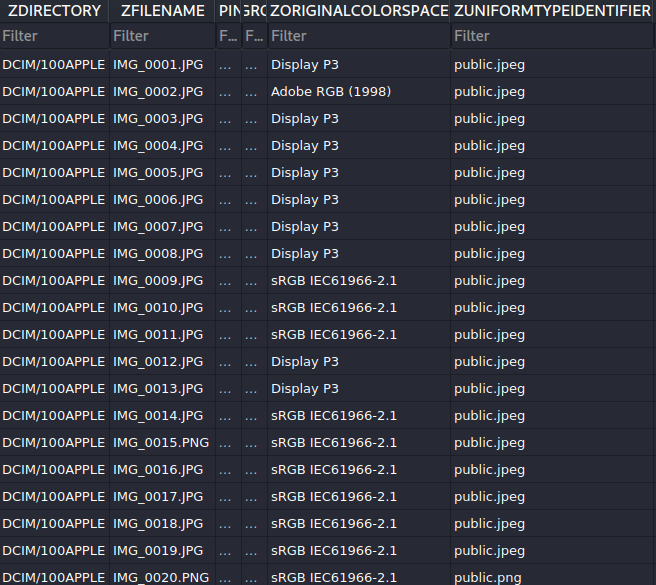 ZDIRECTORY ZFILENAME PIN GRO ZORIGINALCOLORSPACE ZUNIFORMTYPEIDENTIFIER
Filter Filter F... F... Filter Filter
DCIM/100APPLE IMG_0001.JPG ... ... Display P3 public.jpeg
DCIM/100APPLE IMG_0002.JPG ... ... Adobe RGB (1998) public.jpeg
DCIM/100APPLE IMG_0003.JPG ... ... Display P3 public.jpeg
DCIM/100APPLE IMG_0004.JPG ... ... Display P3 public.jpeg
DCIM/100APPLE IMG_0005.JPG ... ... Display P3 public.jpeg
DCIM/100APPLE IMG_0006.JPG ... ... Display P3 public.jpeg
DCIM/100APPLE IMG_0007.JPG ... ... Display P3 public.jpeg
DCIM/100APPLE IMG_0008.JPG ... ... Display P3 public.jpeg
DCIM/100APPLE IMG_0009.JPG ... ... sRGB IEC61966-2.1 public.jpeg
DCIM/100APPLE IMG_0010.JPG ... ... sRGB IEC61966-2.1 public.jpeg
DCIM/100APPLE IMG_0011.JPG ... ... sRGB IEC61966-2.1 public.jpeg
DCIM/100APPLE IMG_0012.JPG ... ... Display P3 public.jpeg
DCIM/100APPLE IMG_0013.JPG ... ... Display P3 public.jpeg
DCIM/100APPLE IMG_0014.JPG ... ... sRGB IEC61966-2.1 public.jpeg
DCIM/100APPLE IMG_0015.PNG ... ... sRGB IEC61966-2.1 public.jpeg
DCIM/100APPLE IMG_0016.JPG ... ... sRGB IEC61966-2.1 public.jpeg
DCIM/100APPLE IMG_0017.JPG ... ... sRGB IEC61966-2.1 public.jpeg
DCIM/100APPLE IMG_0018.JPG ... ... sRGB IEC61966-2.1 public.jpeg
DCIM/100APPLE IMG_0019.JPG ... ... sRGB IEC61966-2.1 public.jpeg
DCIM/100APPLE IMG_0020.PNG ... ... sRGB IEC61966-2.1 public.png